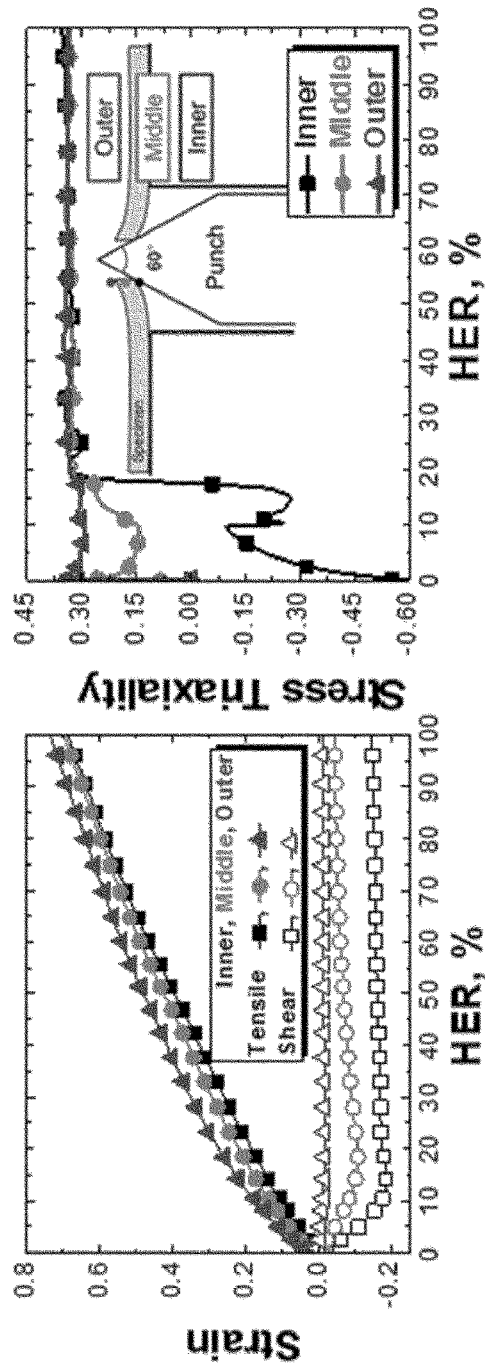 Strain
0.8
0.6
0.4
0.2
0.0
-0.2
Inner, Middle, Outer
Tensile
Shear
0 10 20 30 40 50 60 70 80 90 100
HER, %
Stress Triaxiality
0.45
0.30
0.15
0.00
-0.15
-0.30
-0.45
-0.60
Outer
Middle
Inner
Specimen
60°
Punch
Inner
Middle
Outer
0 10 20 30 40 50 60 70 80 90 100
HER, %